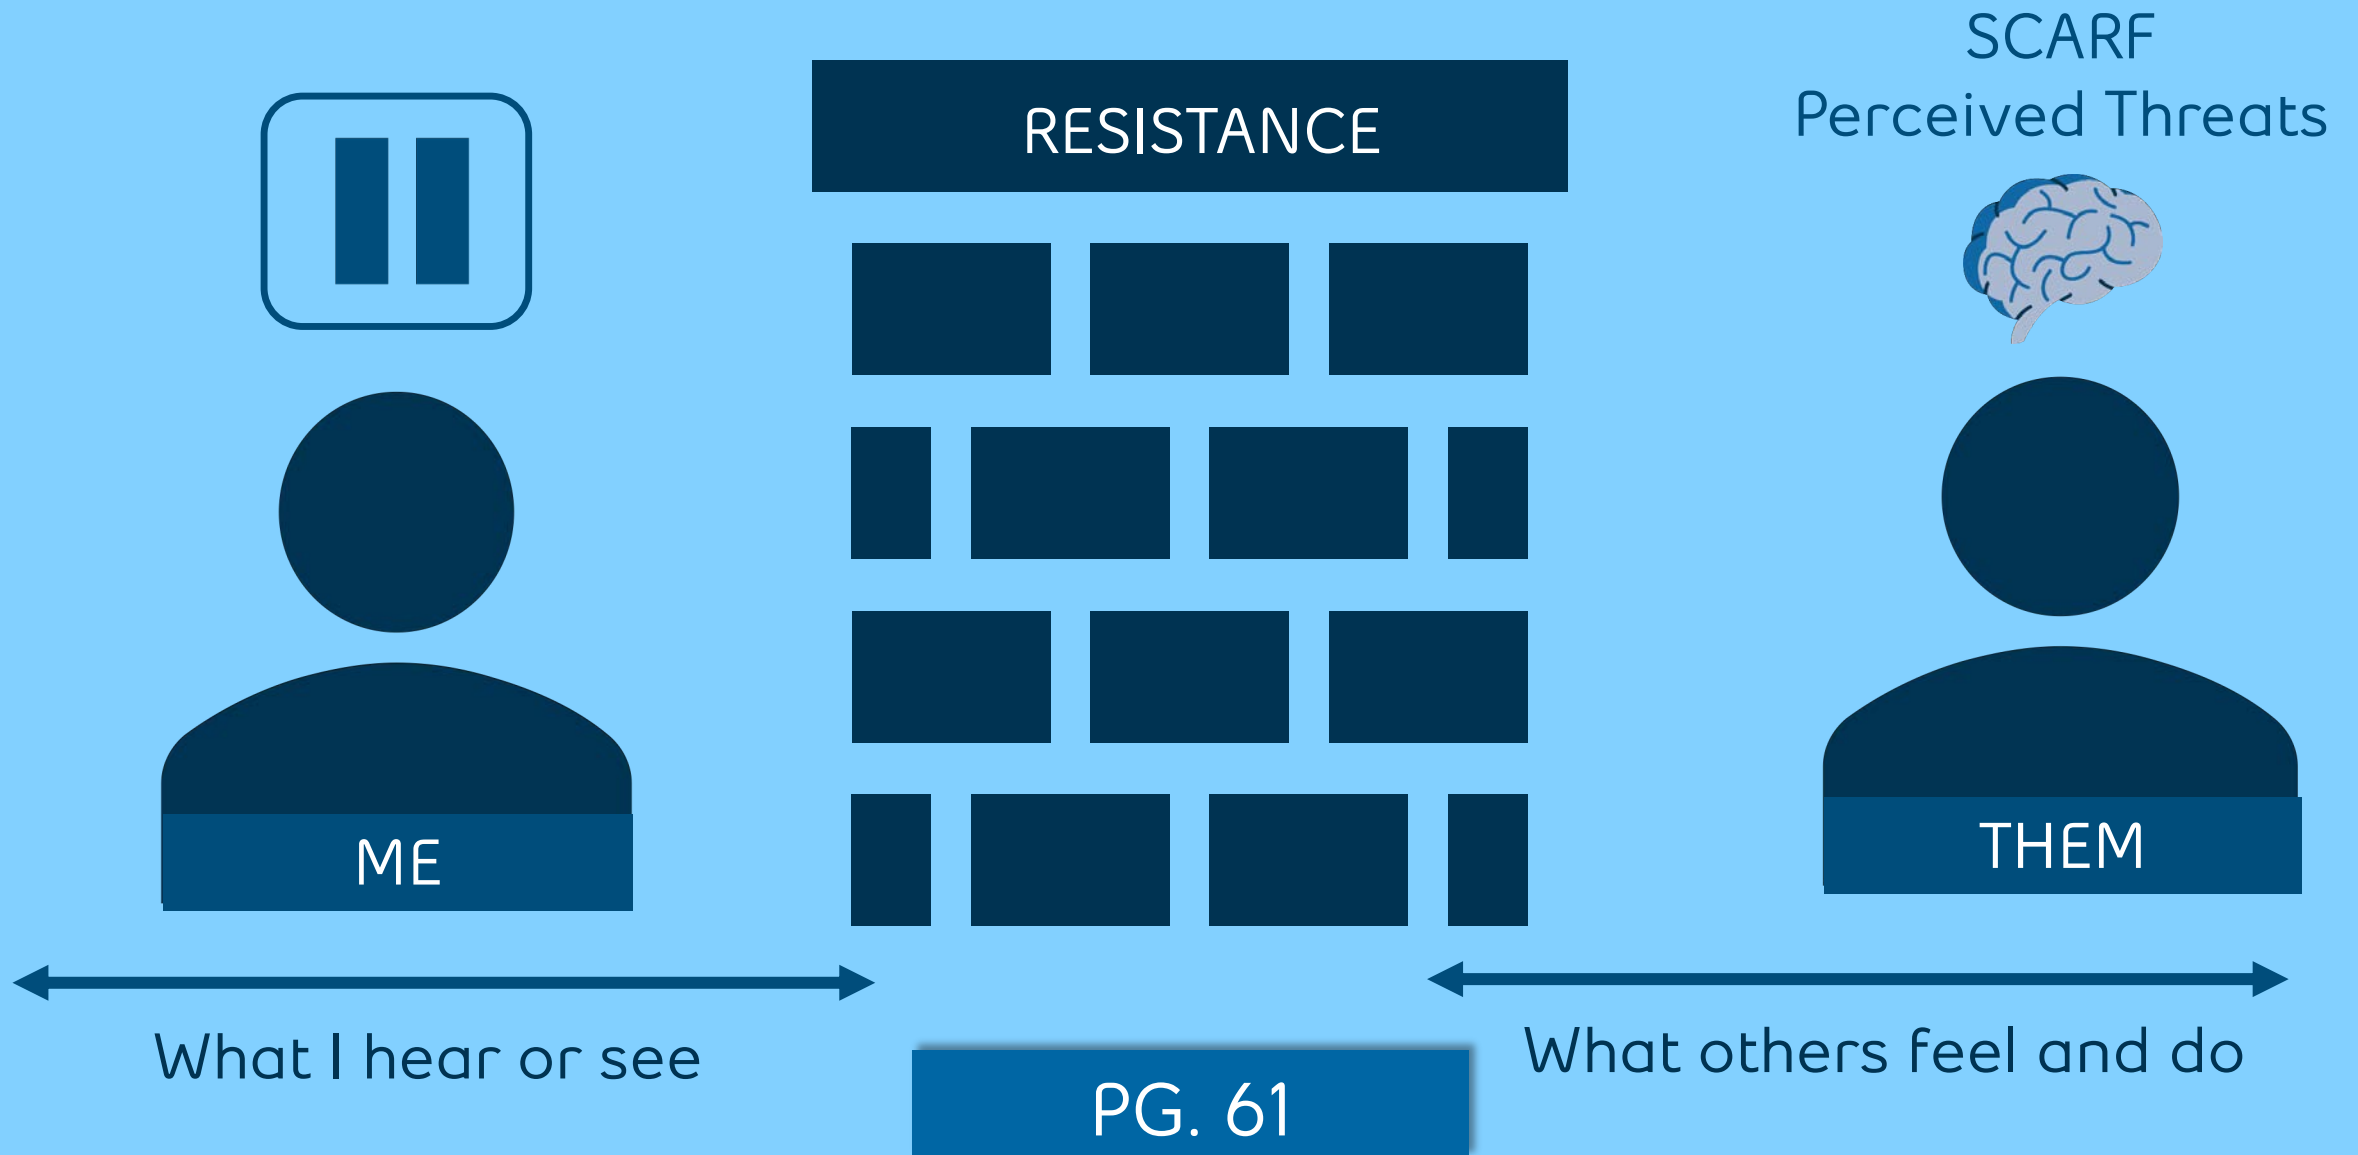 SCARF
Perceived Threats
RESISTANCE
ME
THEM
What I hear or see
What others feel and do
PG. 61